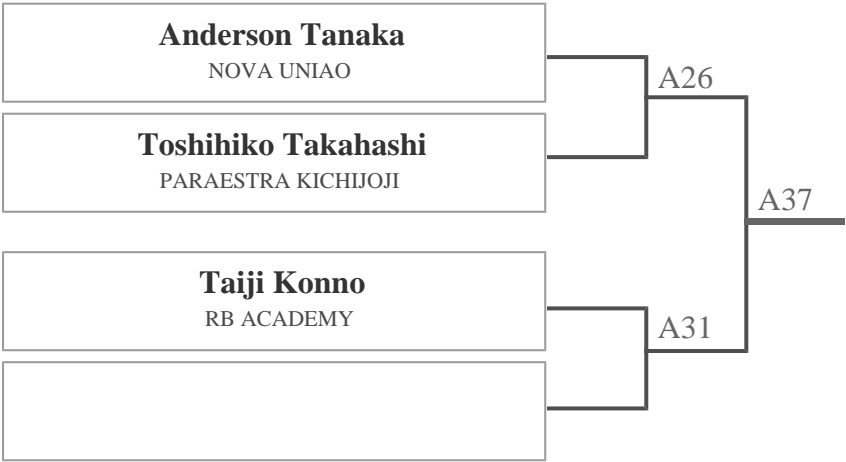 Anderson Tanaka
NOVA UNIAO
A26
Toshihiko Takahashi
PARAESTRA KICHIJOJI
A37
Taiji Konno
RB ACADEMY
A31